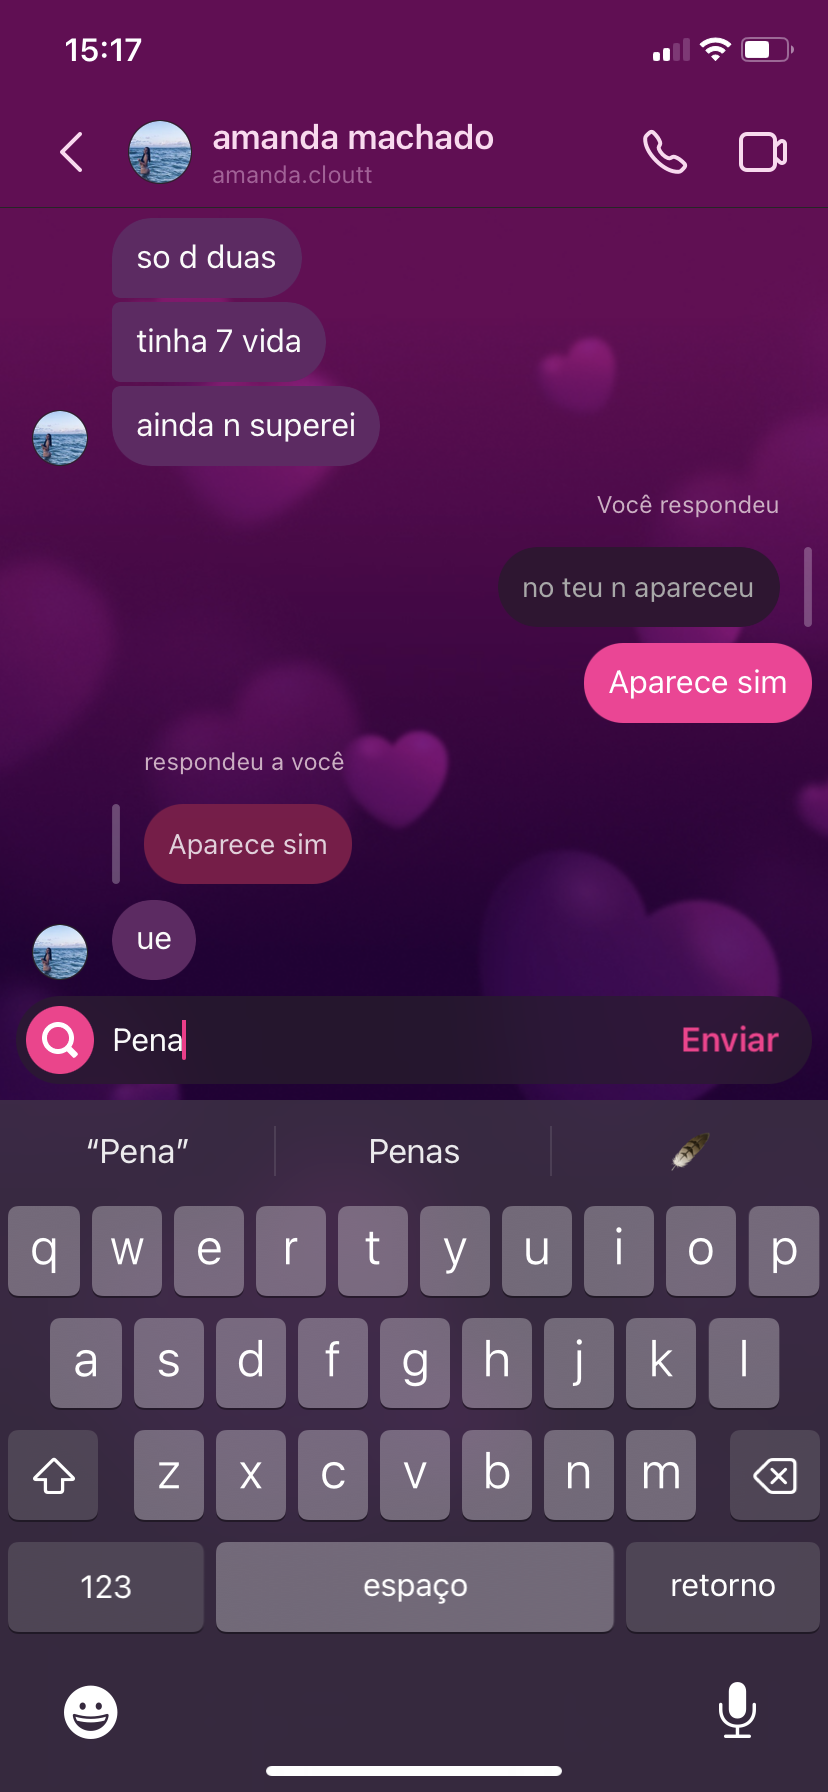 15:17
amanda machado
amanda.cloutt
so d duas
tinha 7 vida
ainda n superei
Você respondeu
no teu n apareceu
Aparece sim
respondeu a você
Aparece sim
ue
Pena
Enviar
“Pena”
Penas
q w e r t y u i o p
a s d f g h j k l
z x c v b n m
123
espaço
retorno